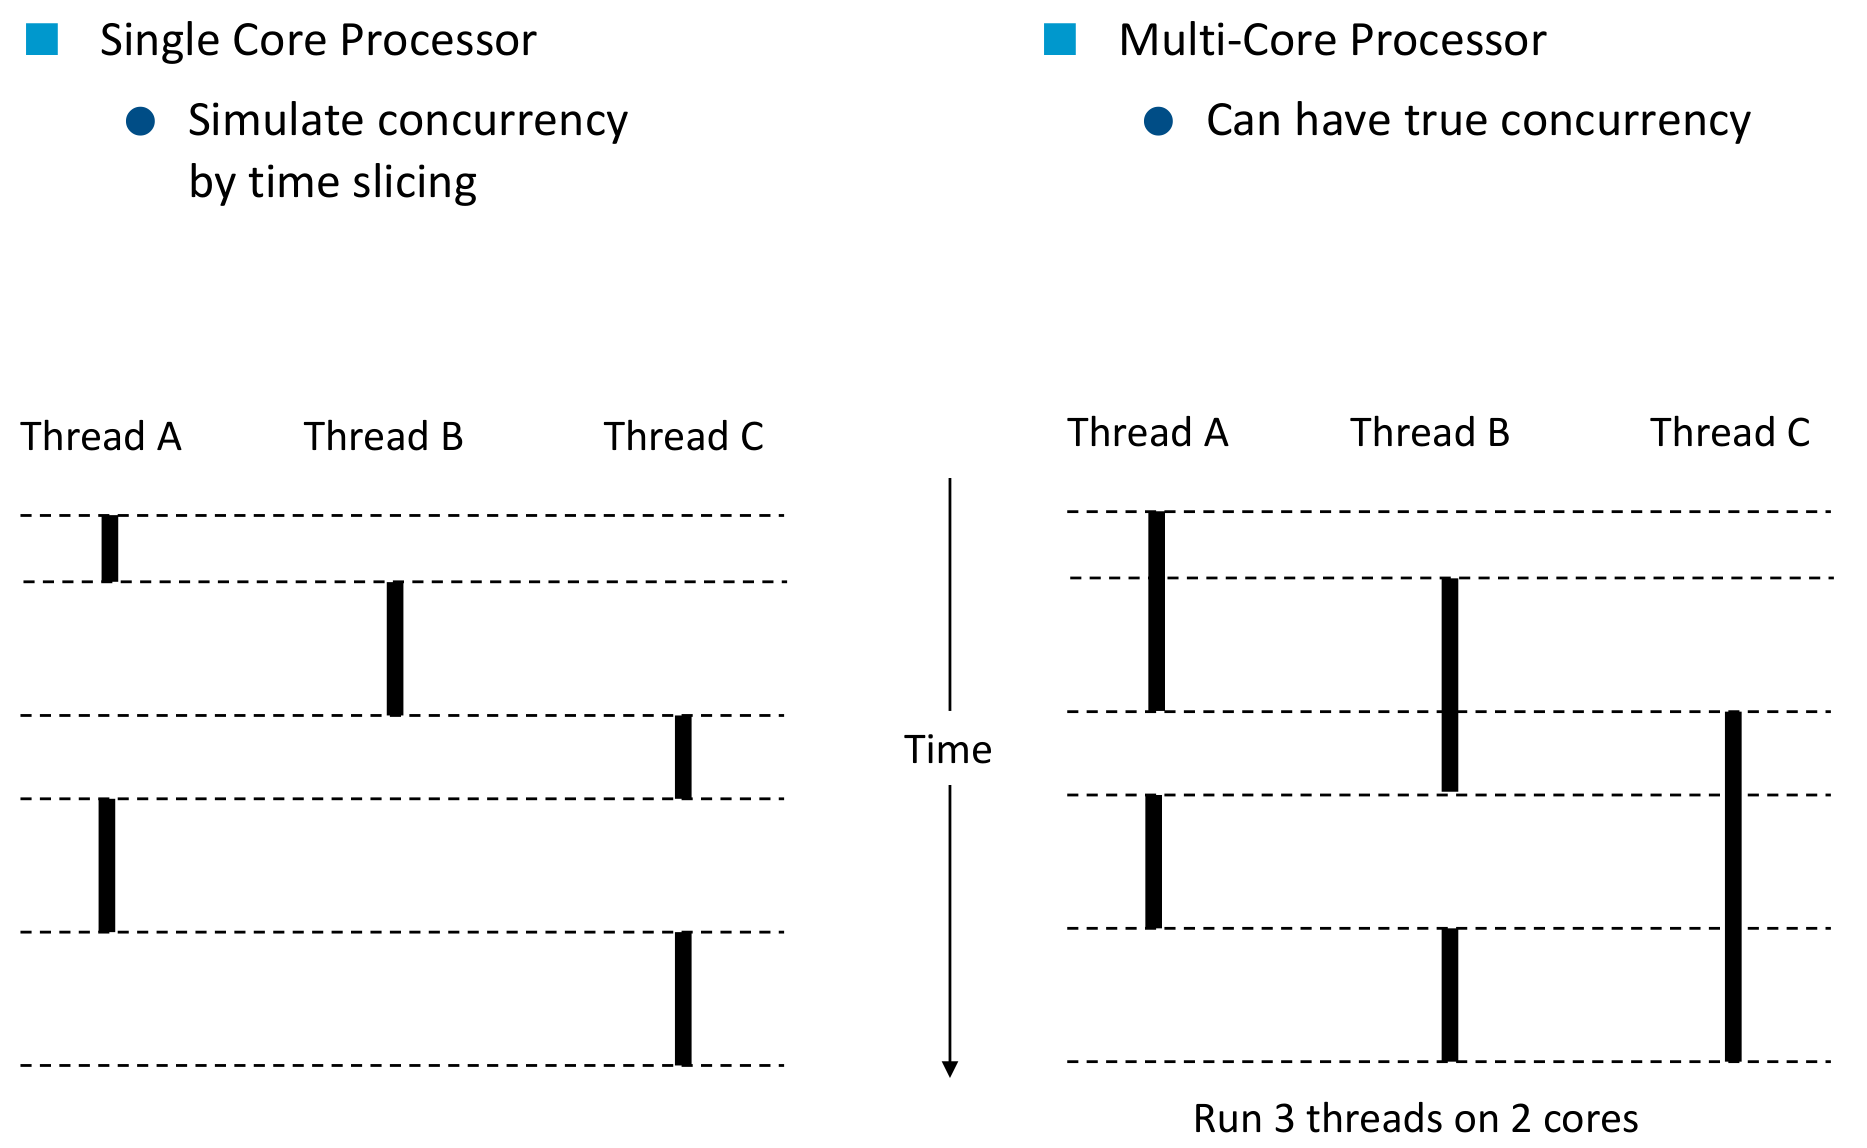 Single Core Processor
Simulate concurrency
by time slicing
Multi-Core Processor
Can have true concurrency
Thread A
Thread B
Thread C
Time
Thread A
Thread B
Thread C
Run 3 threads on 2 cores